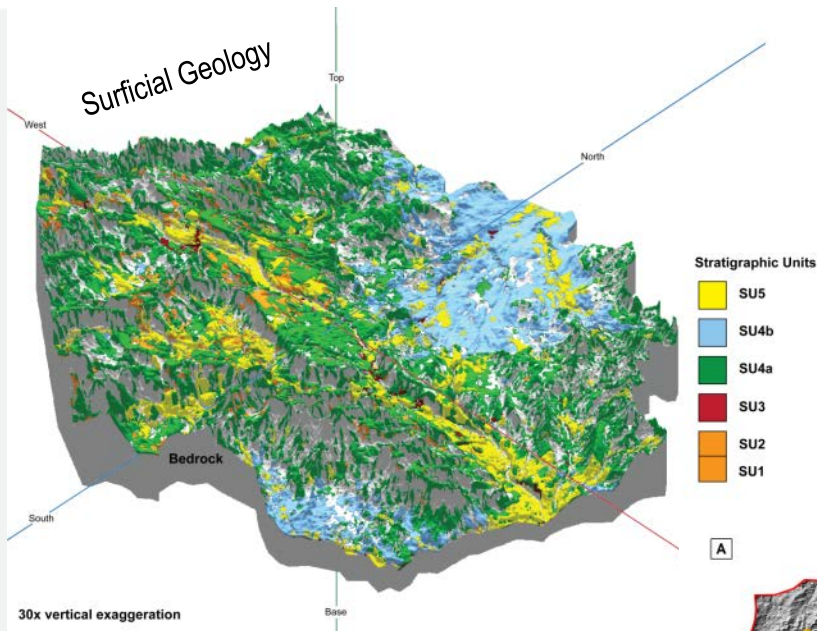 Surficial Geology
Top
West
North
Stratigraphic Units
SU5
SU4b
SU4a
SU3
SU2
SU1
Bedrock
South
A
30x vertical exaggeration
Base